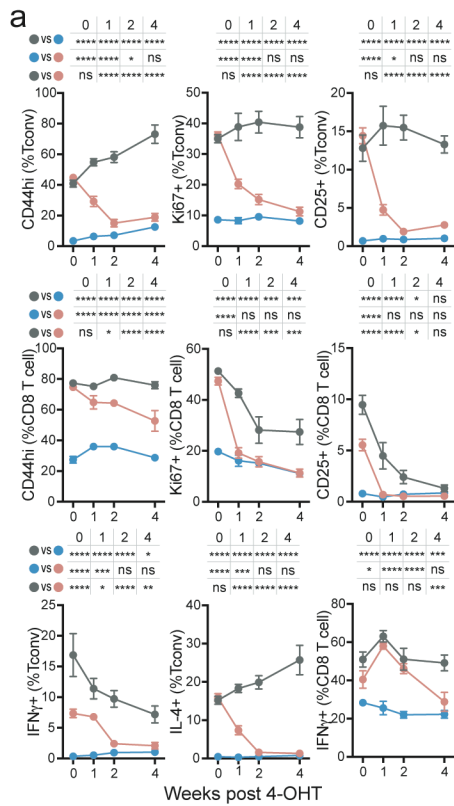 a
0 1 2 4 0 1 2 4 0 1 2 4
vs **** **** **** **** **** **** **** **** **** **** **** ****
vs **** **** * ns **** **** ns ns **** * ns ns
vs ns **** **** **** ns **** **** **** ns **** **** ****
CD44hi (%Tconv)
100
80
60
40
20
0
0 1 2 4
Ki67+ (%Tconv)
60
40
20
0
0 1 2 4
CD25+ (%Tconv)
20
15
10
5
0
0 1 2 4
0 1 2 4 0 1 2 4 0 1 2 4
vs **** **** **** **** **** **** *** *** **** **** * ns
vs **** **** **** **** **** ns ns ns **** ns ns ns
vs ns * **** **** ns **** *** *** **** **** * ns
CD44hi (%CD8 T cell)
100
80
60
40
20
0
0 1 2 4
Ki67+ (%CD8 T cell)
60
40
20
0
0 1 2 4
CD25+ (%CD8 T cell)
15
10
5
0
0 1 2 4
0 1 2 4 0 1 2 4 0 1 2 4
vs **** **** **** * **** **** **** **** **** **** **** ***
vs **** *** ns ns **** *** ns ns * **** **** ns
vs **** * **** ** ns **** **** **** ns ns ns ***
IFNγ+ (%Tconv)
25
20
15
10
5
0
0 1 2 4
IL-4+ (%Tconv)
40
30
20
10
0
0 1 2 4
IFNγ+ (%CD8 T cell)
80
60
40
20
0
0 1 2 4
Weeks post 4-OHT